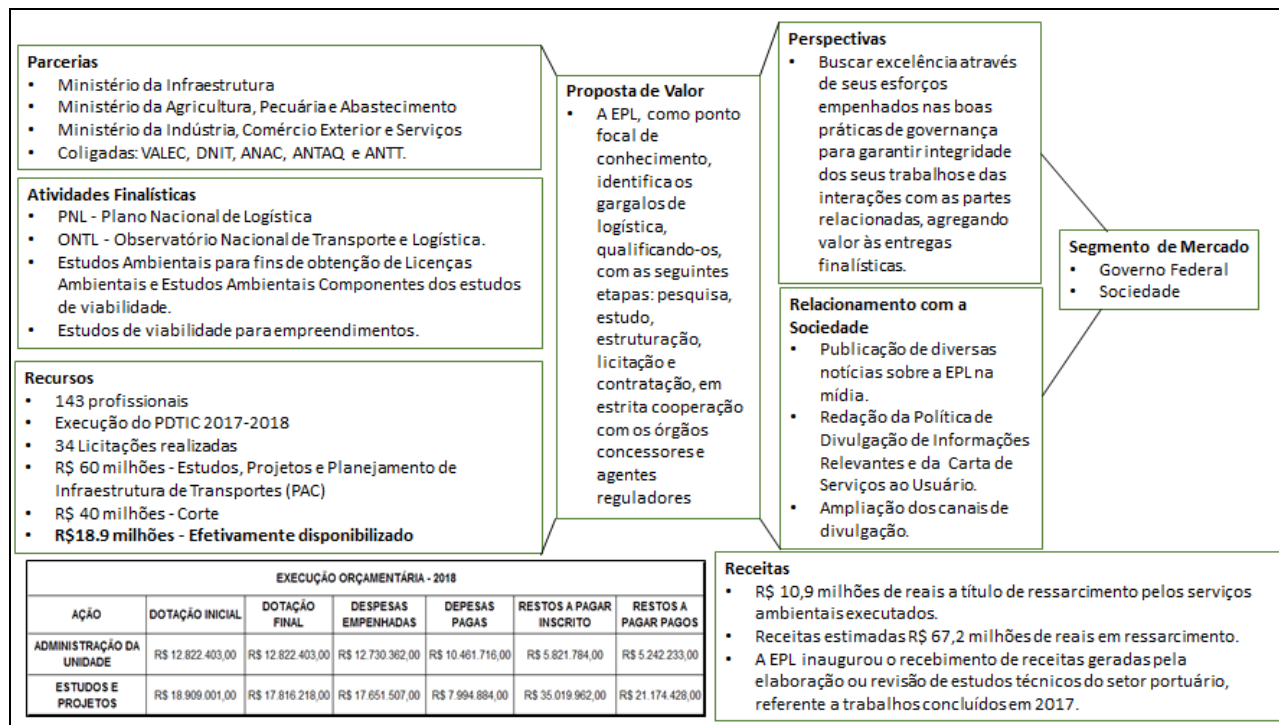 Parcerias
• Ministério da Infraestrutura
• Ministério da Agricultura, Pecuária e Abastecimento
• Ministério da Indústria, Comércio Exterior e Serviços
• Coligadas: VALEC, DNIT, ANAC, ANTAQ e ANTT.
Atividades Finalísticas
• PNL - Plano Nacional de Logística
• ONTL - Observatório Nacional de Transporte e Logística.
• Estudos Ambientais para fins de obtenção de Licenças
Ambientais e Estudos Ambientais Componentes dos estudos
de viabilidade.
• Estudos de viabilidade para empreendimentos.
Recursos
• 143 profissionais
• Execução do PDTIC 2017-2018
• 34 Licitações realizadas
• R$ 60 milhões - Estudos, Projetos e Planejamento de
Infraestrutura de Transportes (PAC)
• R$ 40 milhões - Corte
• R$18.9 milhões - Efetivamente disponibilizado
Proposta de Valor
• A EPL, como ponto
focal de
conhecimento,
identifica os
gargalos de
logística,
qualificando-os,
com as seguintes
etapas: pesquisa,
estudo,
estruturação,
licitação e
contratação, em
estrita cooperação
com os órgãos
concessores e
agentes
reguladores
Perspectivas
• Buscar excelência através
de seus esforços
empenhados nas boas
práticas de governança
para garantir integridade
dos seus trabalhos e das
interações com as partes
relacionadas, agregando
valor às entregas
finalísticas.
Relacionamento com a
Sociedade
• Publicação de diversas
notícias sobre a EPL na
mídia.
• Redação da Política de
Divulgação de Informações
Relevantes e da Carta de
Serviços ao Usuário.
• Ampliação dos canais de
divulgação.
Segmento de Mercado
• Governo Federal
• Sociedade
EXECUÇÃO ORÇAMENTÁRIA - 2018
AÇÃO DOTAÇÃO INICIAL DOTAÇÃO FINAL DESPESAS EMPENHADAS DEPESAS PAGAS RESTOS A PAGAR INSCRITO RESTOS A PAGAR PAGOS
ADMINISTRAÇÃO DA UNIDADE R$ 12.822.403,00 R$ 12.822.403,00 R$ 12.730.362,00 R$ 10.461.716,00 R$ 5.821.784,00 R$ 5.242.233,00
ESTUDOS E PROJETOS R$ 18.909.001,00 R$ 17.816.218,00 R$ 17.651.507,00 R$ 7.994.884,00 R$ 35.019.962,00 R$ 21.174.428,00
Receitas
• R$ 10,9 milhões de reais a título de ressarcimento pelos serviços
ambientais executados.
• Receitas estimadas R$ 67,2 milhões de reais em ressarcimento.
• A EPL inaugurou o recebimento de receitas geradas pela
elaboração ou revisão de estudos técnicos do setor portuário,
referente a trabalhos concluídos em 2017.